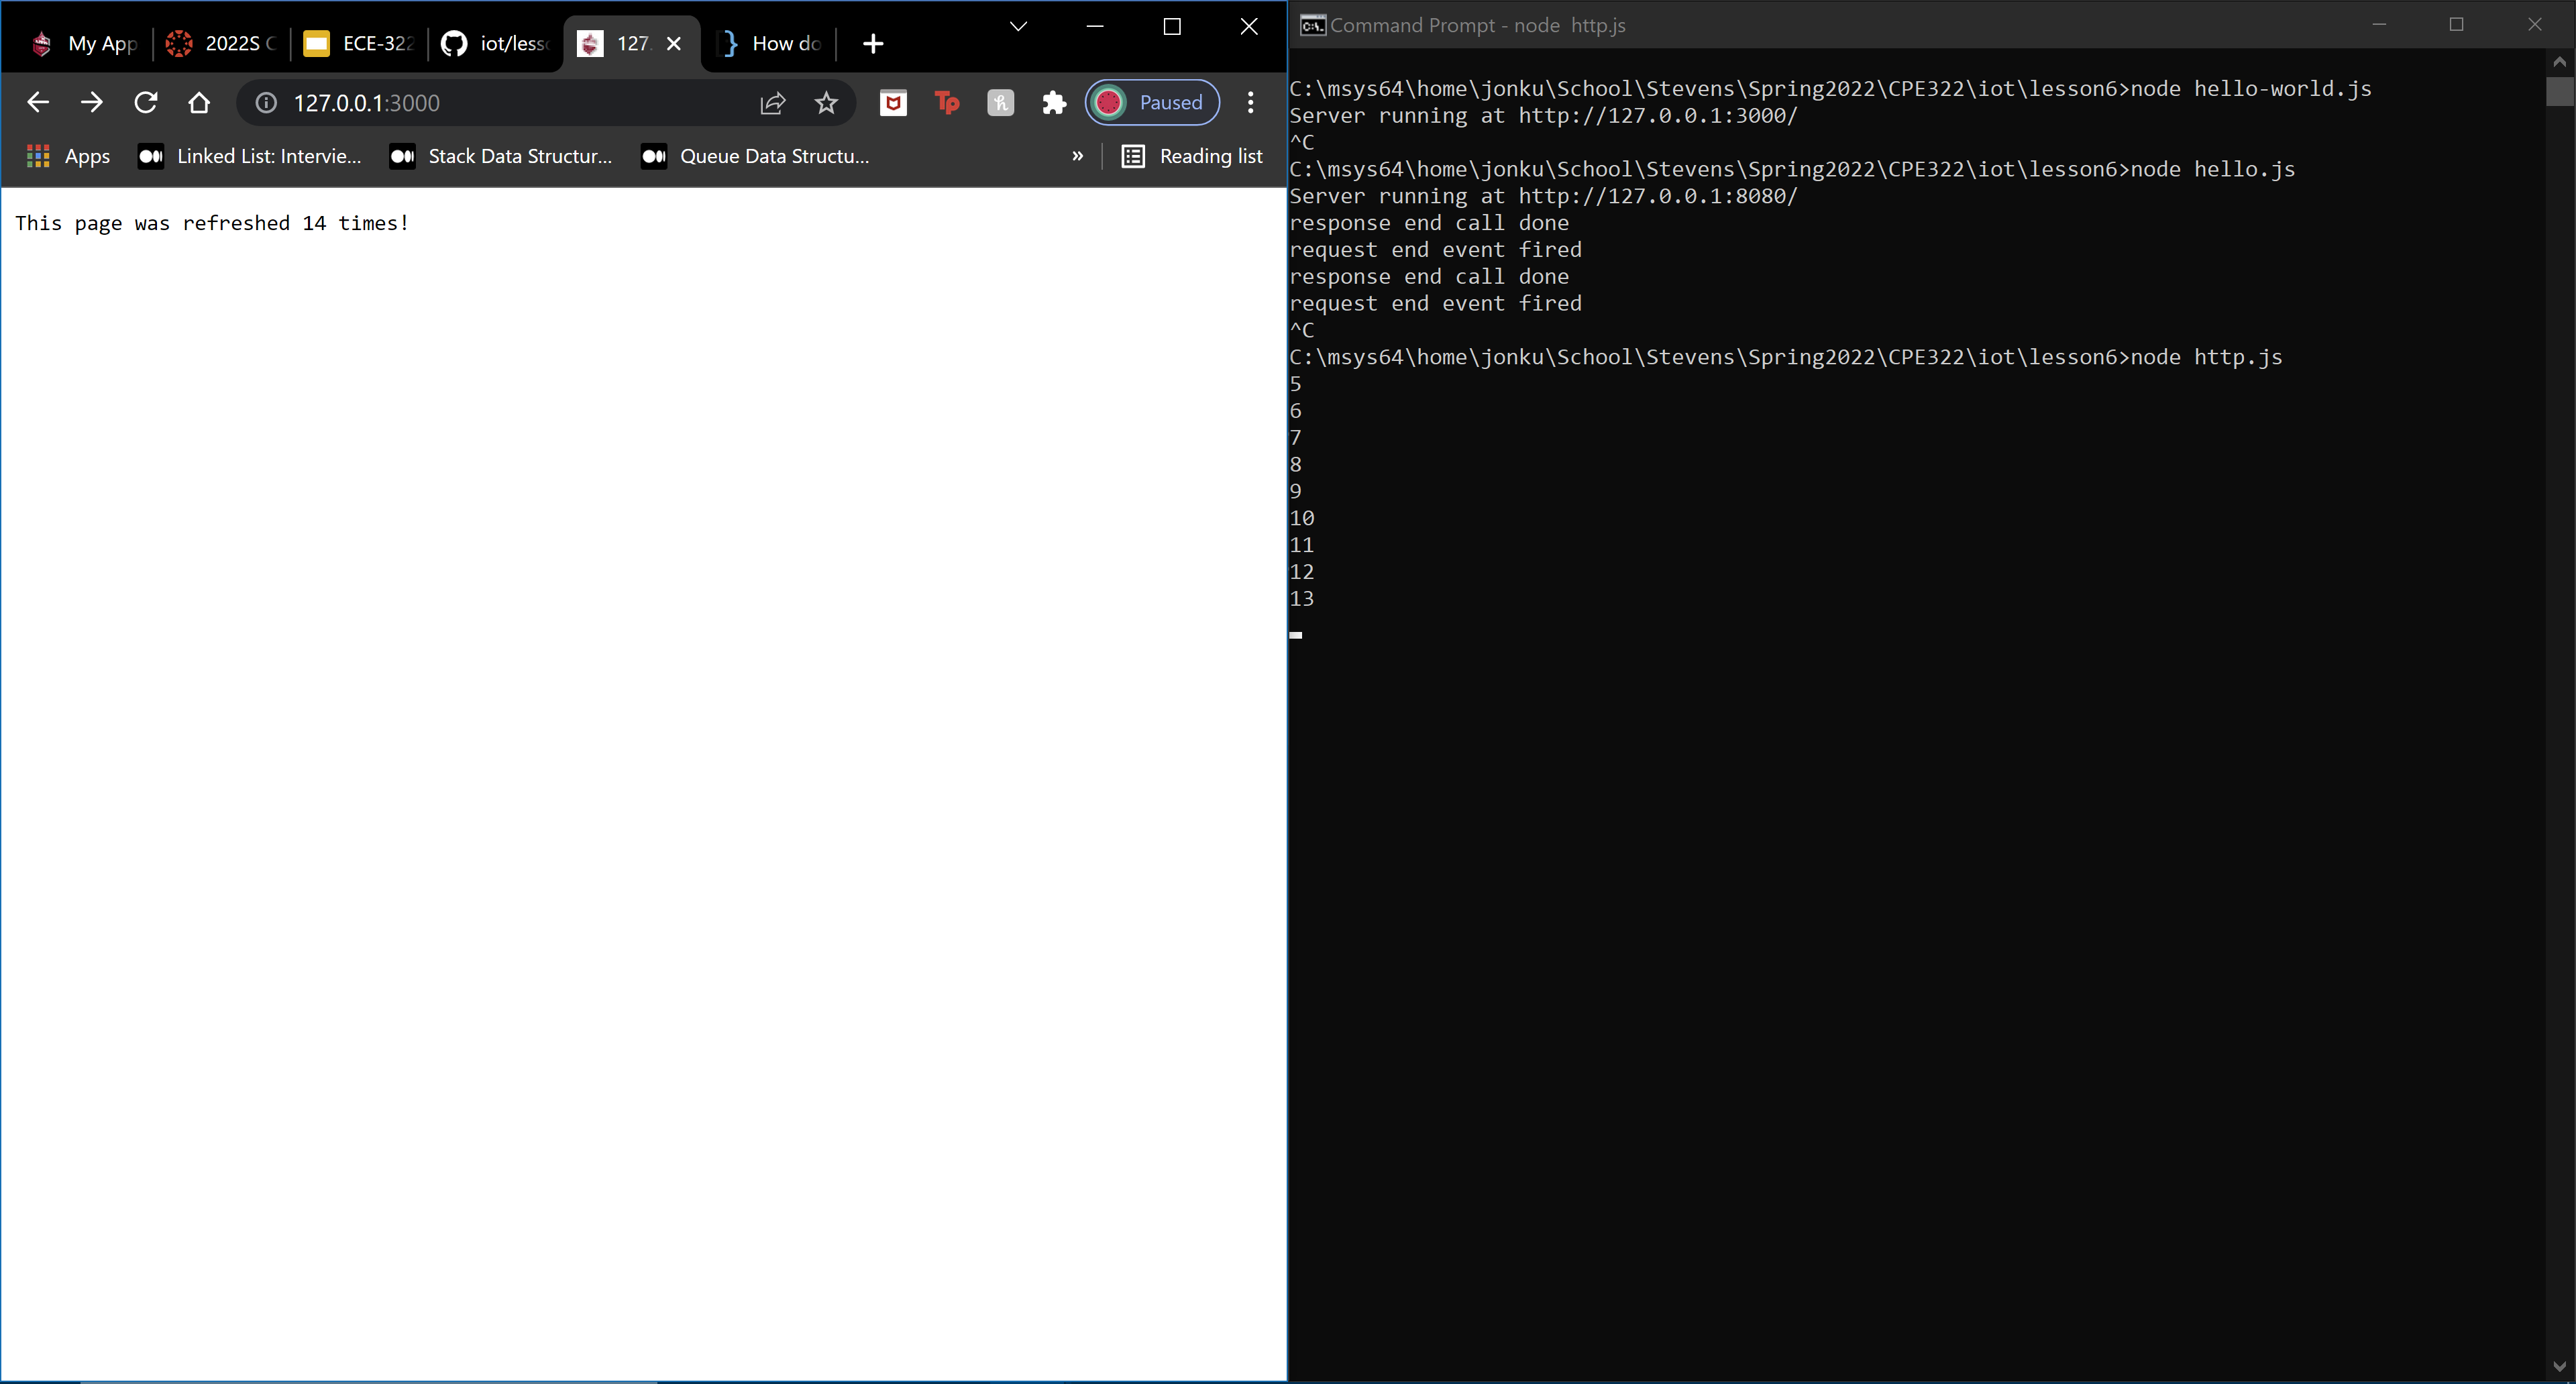 My App
2022S C
ECE-322
iot/less
127.
How do
127.0.0.1:3000
Tp
Paused
Apps
Linked List: Intervie...
Stack Data Structur...
Queue Data Structu...
»
Reading list
This page was refreshed 14 times!
Command Prompt - node  http.js
C:\msys64\home\jonku\School\Stevens\Spring2022\CPE322\iot\lesson6>node hello-world.js
Server running at http://127.0.0.1:3000/
^C
C:\msys64\home\jonku\School\Stevens\Spring2022\CPE322\iot\lesson6>node hello.js
Server running at http://127.0.0.1:8080/
response end call done
request end event fired
response end call done
request end event fired
^C
C:\msys64\home\jonku\School\Stevens\Spring2022\CPE322\iot\lesson6>node http.js
5
6
7
8
9
10
11
12
13